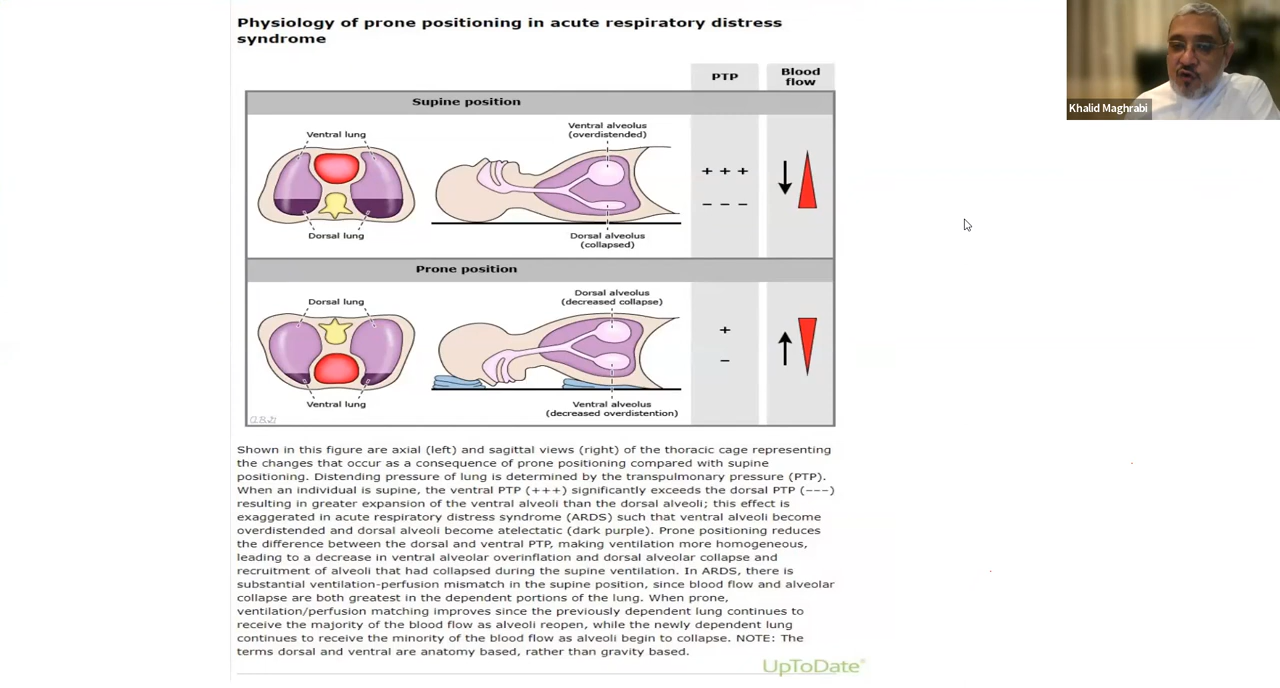 Physiology of prone positioning in acute respiratory distress
syndrome
PTP
Blood
flow
Supine position
Ventral lung
Ventral alveolus
(overdistended)
+ + +
– – –
Dorsal lung
Dorsal alveolus
(collapsed)
Prone position
Dorsal lung
Dorsal alveolus
(decreased collapse)
+
–
Ventral lung
Ventral alveolus
(decreased overdistention)
Shown in this figure are axial (left) and sagittal views (right) of the thoracic cage representing
the changes that occur as a consequence of prone positioning compared with supine
positioning. Distending pressure of lung is determined by the transpulmonary pressure (PTP).
When an individual is supine, the ventral PTP (+++) significantly exceeds the dorsal PTP (---)
resulting in greater expansion of the ventral alveoli than the dorsal alveoli; this effect is
exaggerated in acute respiratory distress syndrome (ARDS) such that ventral alveoli become
overdistended and dorsal alveoli become atelectatic (dark purple). Prone positioning reduces
the difference between the dorsal and ventral PTP, making ventilation more homogeneous,
leading to a decrease in ventral alveolar overinflation and dorsal alveolar collapse and
recruitment of alveoli that had collapsed during the supine ventilation. In ARDS, there is
substantial ventilation-perfusion mismatch in the supine position, since blood flow and alveolar
collapse are both greatest in the dependent portions of the lung. When prone,
ventilation/perfusion matching improves since the previously dependent lung continues to
receive the majority of the blood flow as alveoli reopen, while the newly dependent lung
continues to receive the minority of the blood flow as alveoli begin to collapse. NOTE: The
terms dorsal and ventral are anatomy based, rather than gravity based.
UpToDate®
Khalid Maghrabi